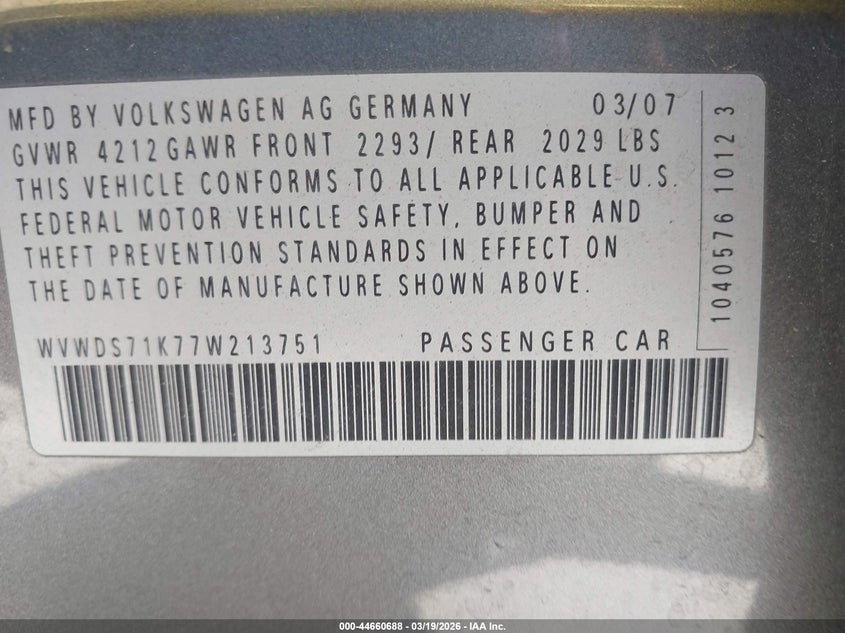 MFD BY VOLKSWAGEN AG GERMANY 03/07
GVWR 4212 GAWR FRONT 2293/ REAR 2029 LBS
THIS VEHICLE CONFORMS TO ALL APPLICABLE U.S.
FEDERAL MOTOR VEHICLE SAFETY, BUMPER AND
THEFT PREVENTION STANDARDS IN EFFECT ON
THE DATE OF MANUFACTURE SHOWN ABOVE.
WVWDS71K77W213751 PASSENGER CAR
1040576 1012 3
000-44660688 - 03/19/2026 - IAA Inc.